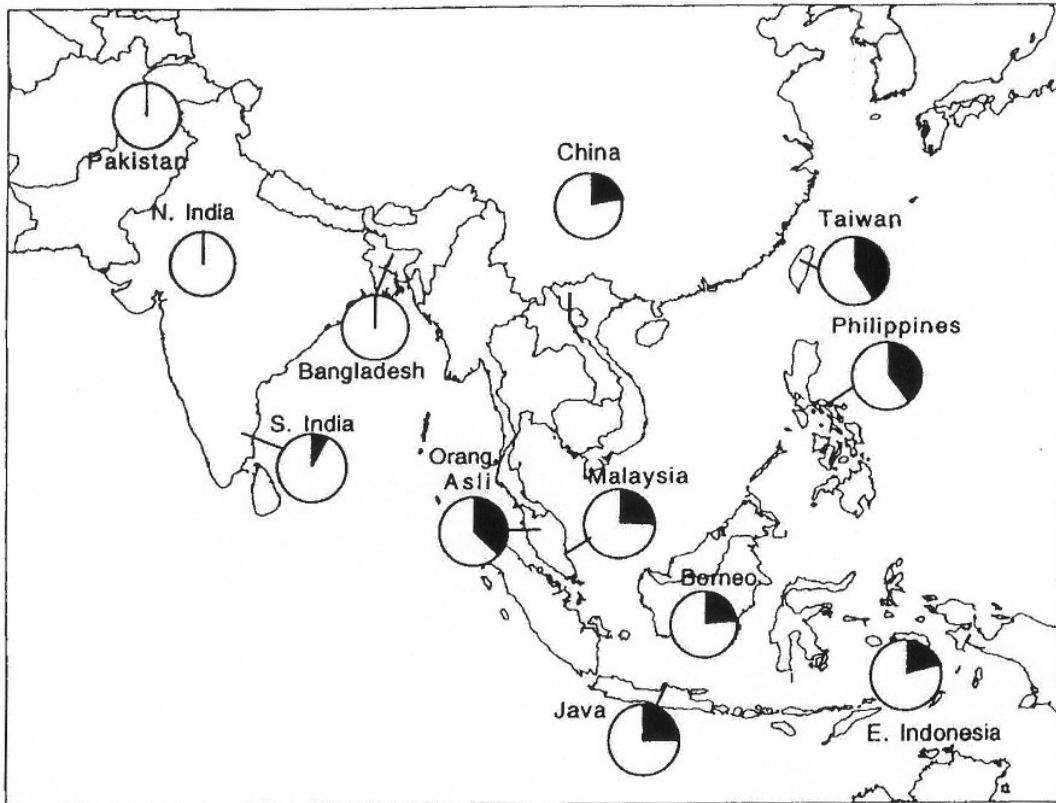 Pakistan
N. India
China
Taiwan
Philippines
Bangladesh
S. India
Orang
Asli
Malaysia
Borneo
Java
E. Indonesia